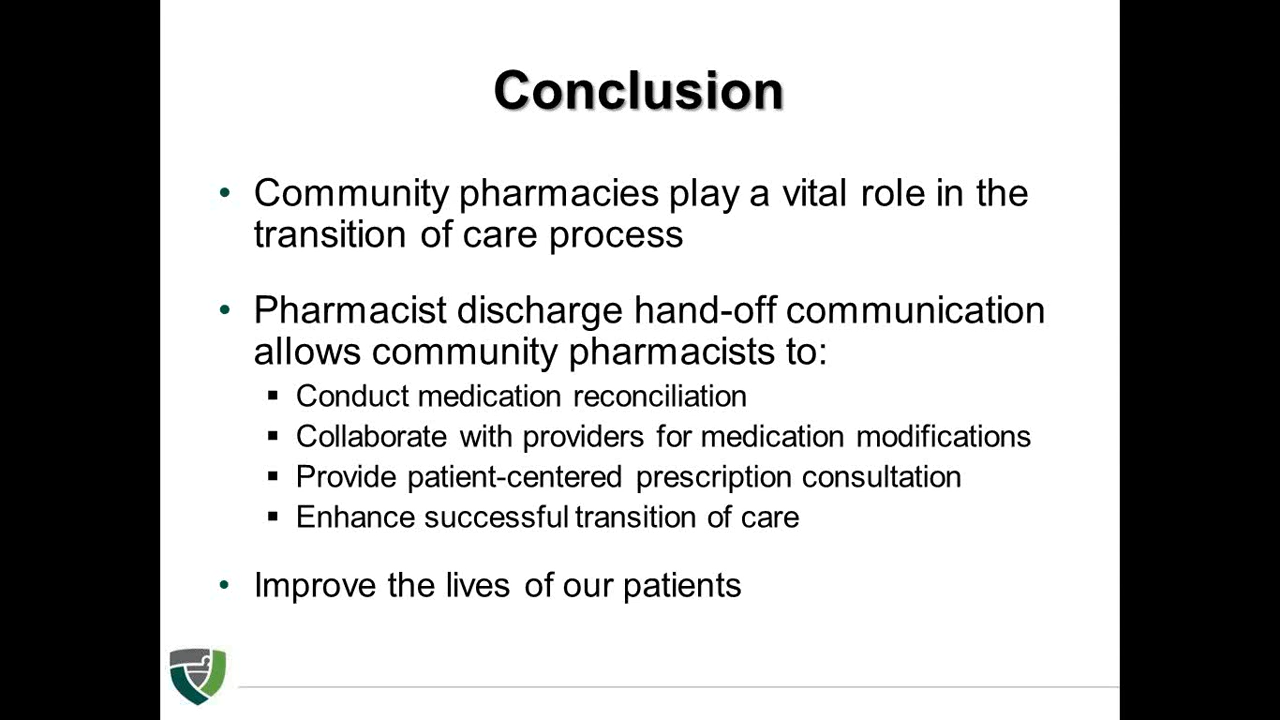 Conclusion
• Community pharmacies play a vital role in the
transition of care process
• Pharmacist discharge hand-off communication
allows community pharmacists to:
▪ Conduct medication reconciliation
▪ Collaborate with providers for medication modifications
▪ Provide patient-centered prescription consultation
▪ Enhance successful transition of care
• Improve the lives of our patients